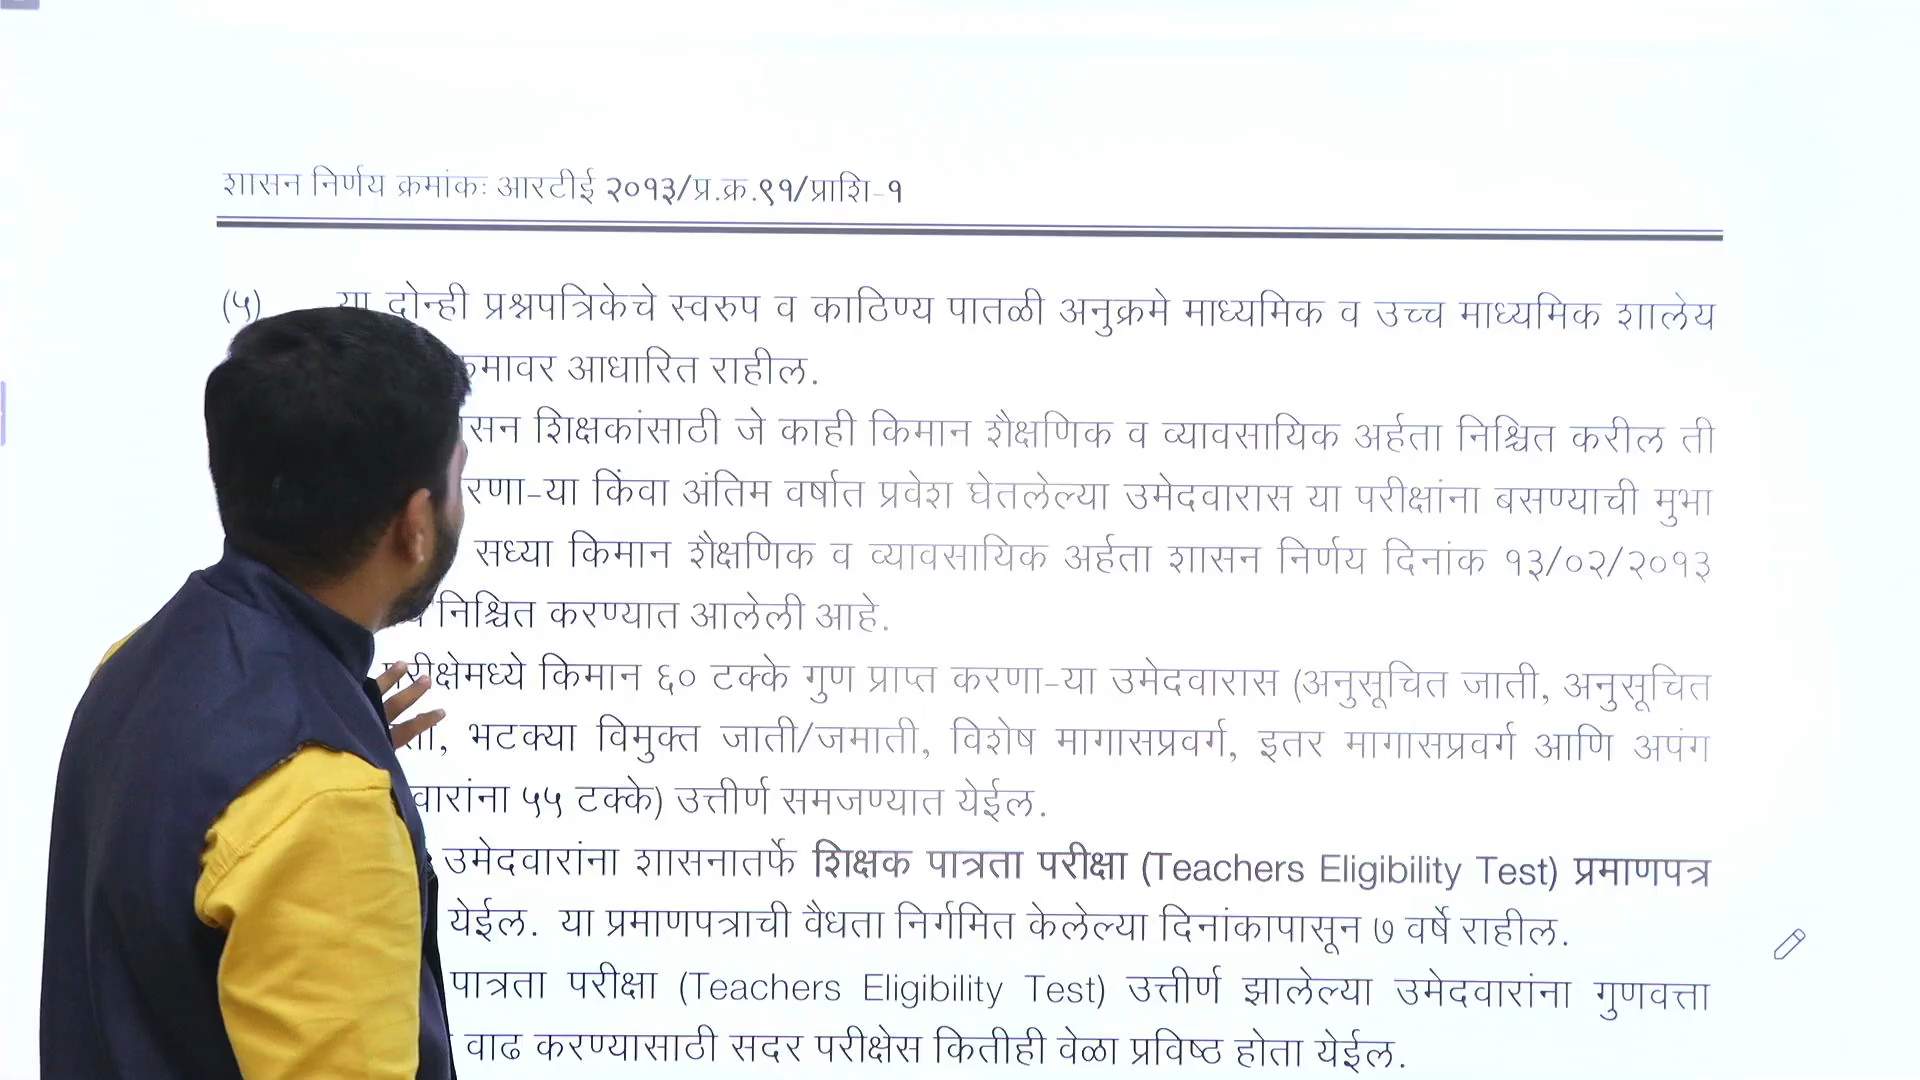 शासन निर्णय क्रमांकः आरटीई २०१३/प्र.क्र.९१/प्राशि-१
(५) या दोन्ही प्रश्नपत्रिकेचे स्वरुप व काठिण्य पातळी अनुक्रमे माध्यमिक व उच्च माध्यमिक शालेय
आधारित राहील.
शिक्षकांसाठी जे काही किमान शैक्षणिक व व्यावसायिक अर्हता निश्चित करील ती
किंवा अंतिम वर्षात प्रवेश घेतलेल्या उमेदवारास या परीक्षांना बसण्याची मुभा
सध्या किमान शैक्षणिक व व्यावसायिक अर्हता शासन निर्णय दिनांक १३/०२/२०१३
निश्चित करण्यात आलेली आहे.
परीक्षेमध्ये किमान ६० टक्के गुण प्राप्त करणा-या उमेदवारास (अनुसूचित जाती, अनुसूचित
भटक्या विमुक्त जाती/जमाती, विशेष मागासप्रवर्ग, इतर मागासप्रवर्ग आणि अपंग
५५ टक्के) उत्तीर्ण समजण्यात येईल.
उमेदवारांना शासनातर्फे शिक्षक पात्रता परीक्षा (Teachers Eligibility Test) प्रमाणपत्र
येईल. या प्रमाणपत्राची वैधता निर्गमित केलेल्या दिनांकापासून ७ वर्षे राहील.
पात्रता परीक्षा (Teachers Eligibility Test) उत्तीर्ण झालेल्या उमेदवारांना गुणवत्ता
वाढ करण्यासाठी सदर परीक्षेस कितीही वेळा प्रविष्ठ होता येईल.